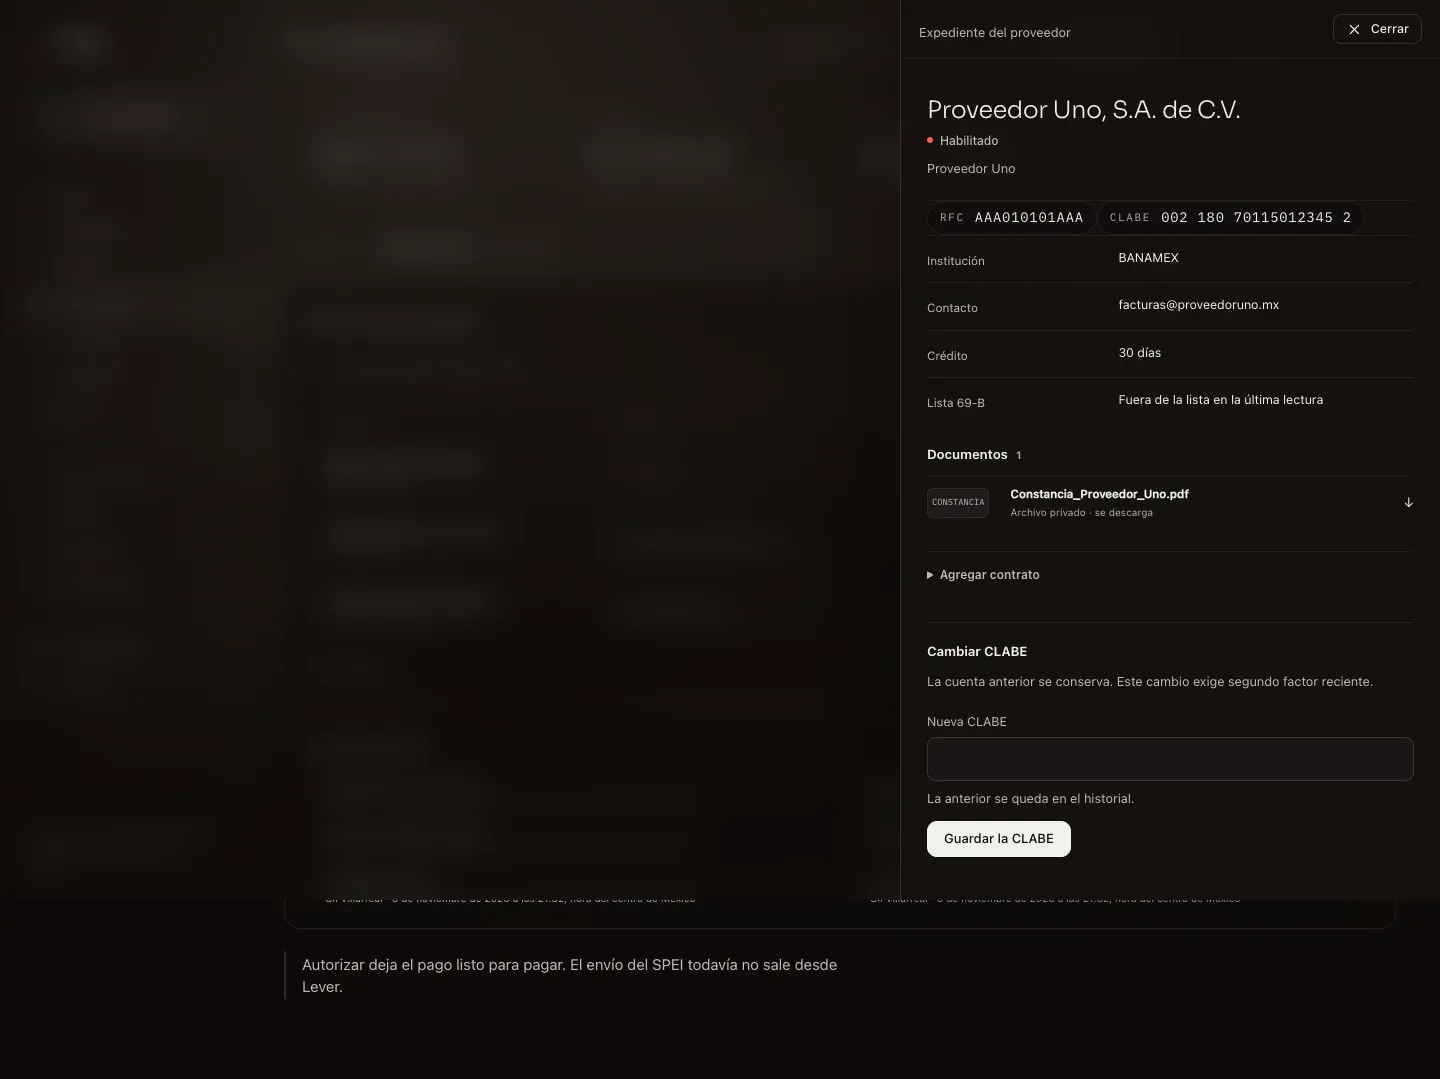 Expediente del proveedor
Cerrar
Proveedor Uno, S.A. de C.V.
Habilitado
Proveedor Uno
RFC AAA010101AAA CLABE 002 180 70115012345 2
Institución BANAMEX
Contacto facturas@proveedoruno.mx
Crédito 30 días
Lista 69-B Fuera de la lista en la última lectura
Documentos 1
CONSTANCIA
Constancia_Proveedor_Uno.pdf
Archivo privado · se descarga
Agregar contrato
Cambiar CLABE
La cuenta anterior se conserva. Este cambio exige segundo factor reciente.
Nueva CLABE
La anterior se queda en el historial.
Guardar la CLABE
Autorizar deja el pago listo para pagar. El envío del SPEI todavía no sale desde
Lever.